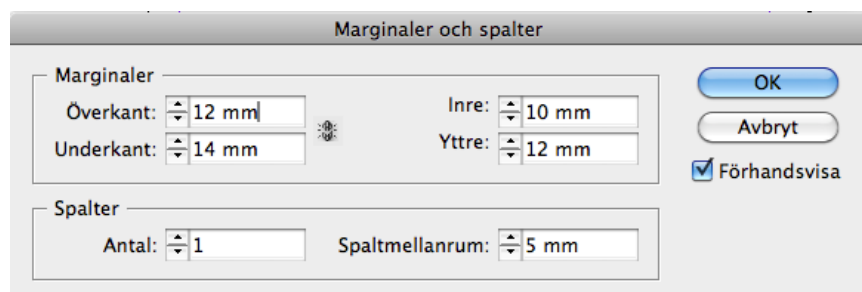 Marginaler och spalter
Marginaler
Överkant: 12 mm
Inre: 10 mm
Underkant: 14 mm
Yttre: 12 mm
OK
Avbryt
Förhandsvisa
Spalter
Antal: 1
Spaltmellanrum: 5 mm